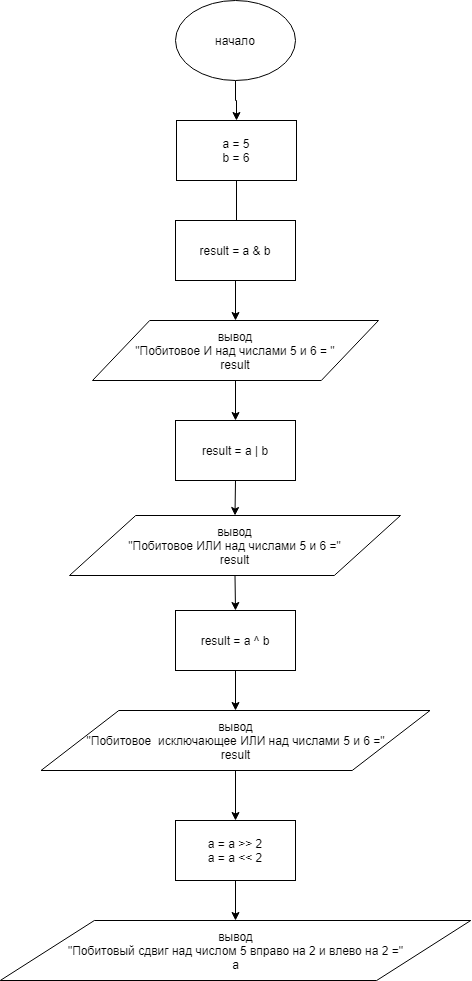 начало
a = 5
b = 6
result = a & b
вывод
"Побитовое И над числами 5 и 6 = "
result
result = a | b
вывод
"Побитовое ИЛИ над числами 5 и 6 ="
result
result = a ^ b
вывод
"Побитовое  исключающее ИЛИ над числами 5 и 6 ="
result
a = a >> 2
a = a << 2
вывод
"Побитовый сдвиг над числом 5 вправо на 2 и влево на 2 ="
a